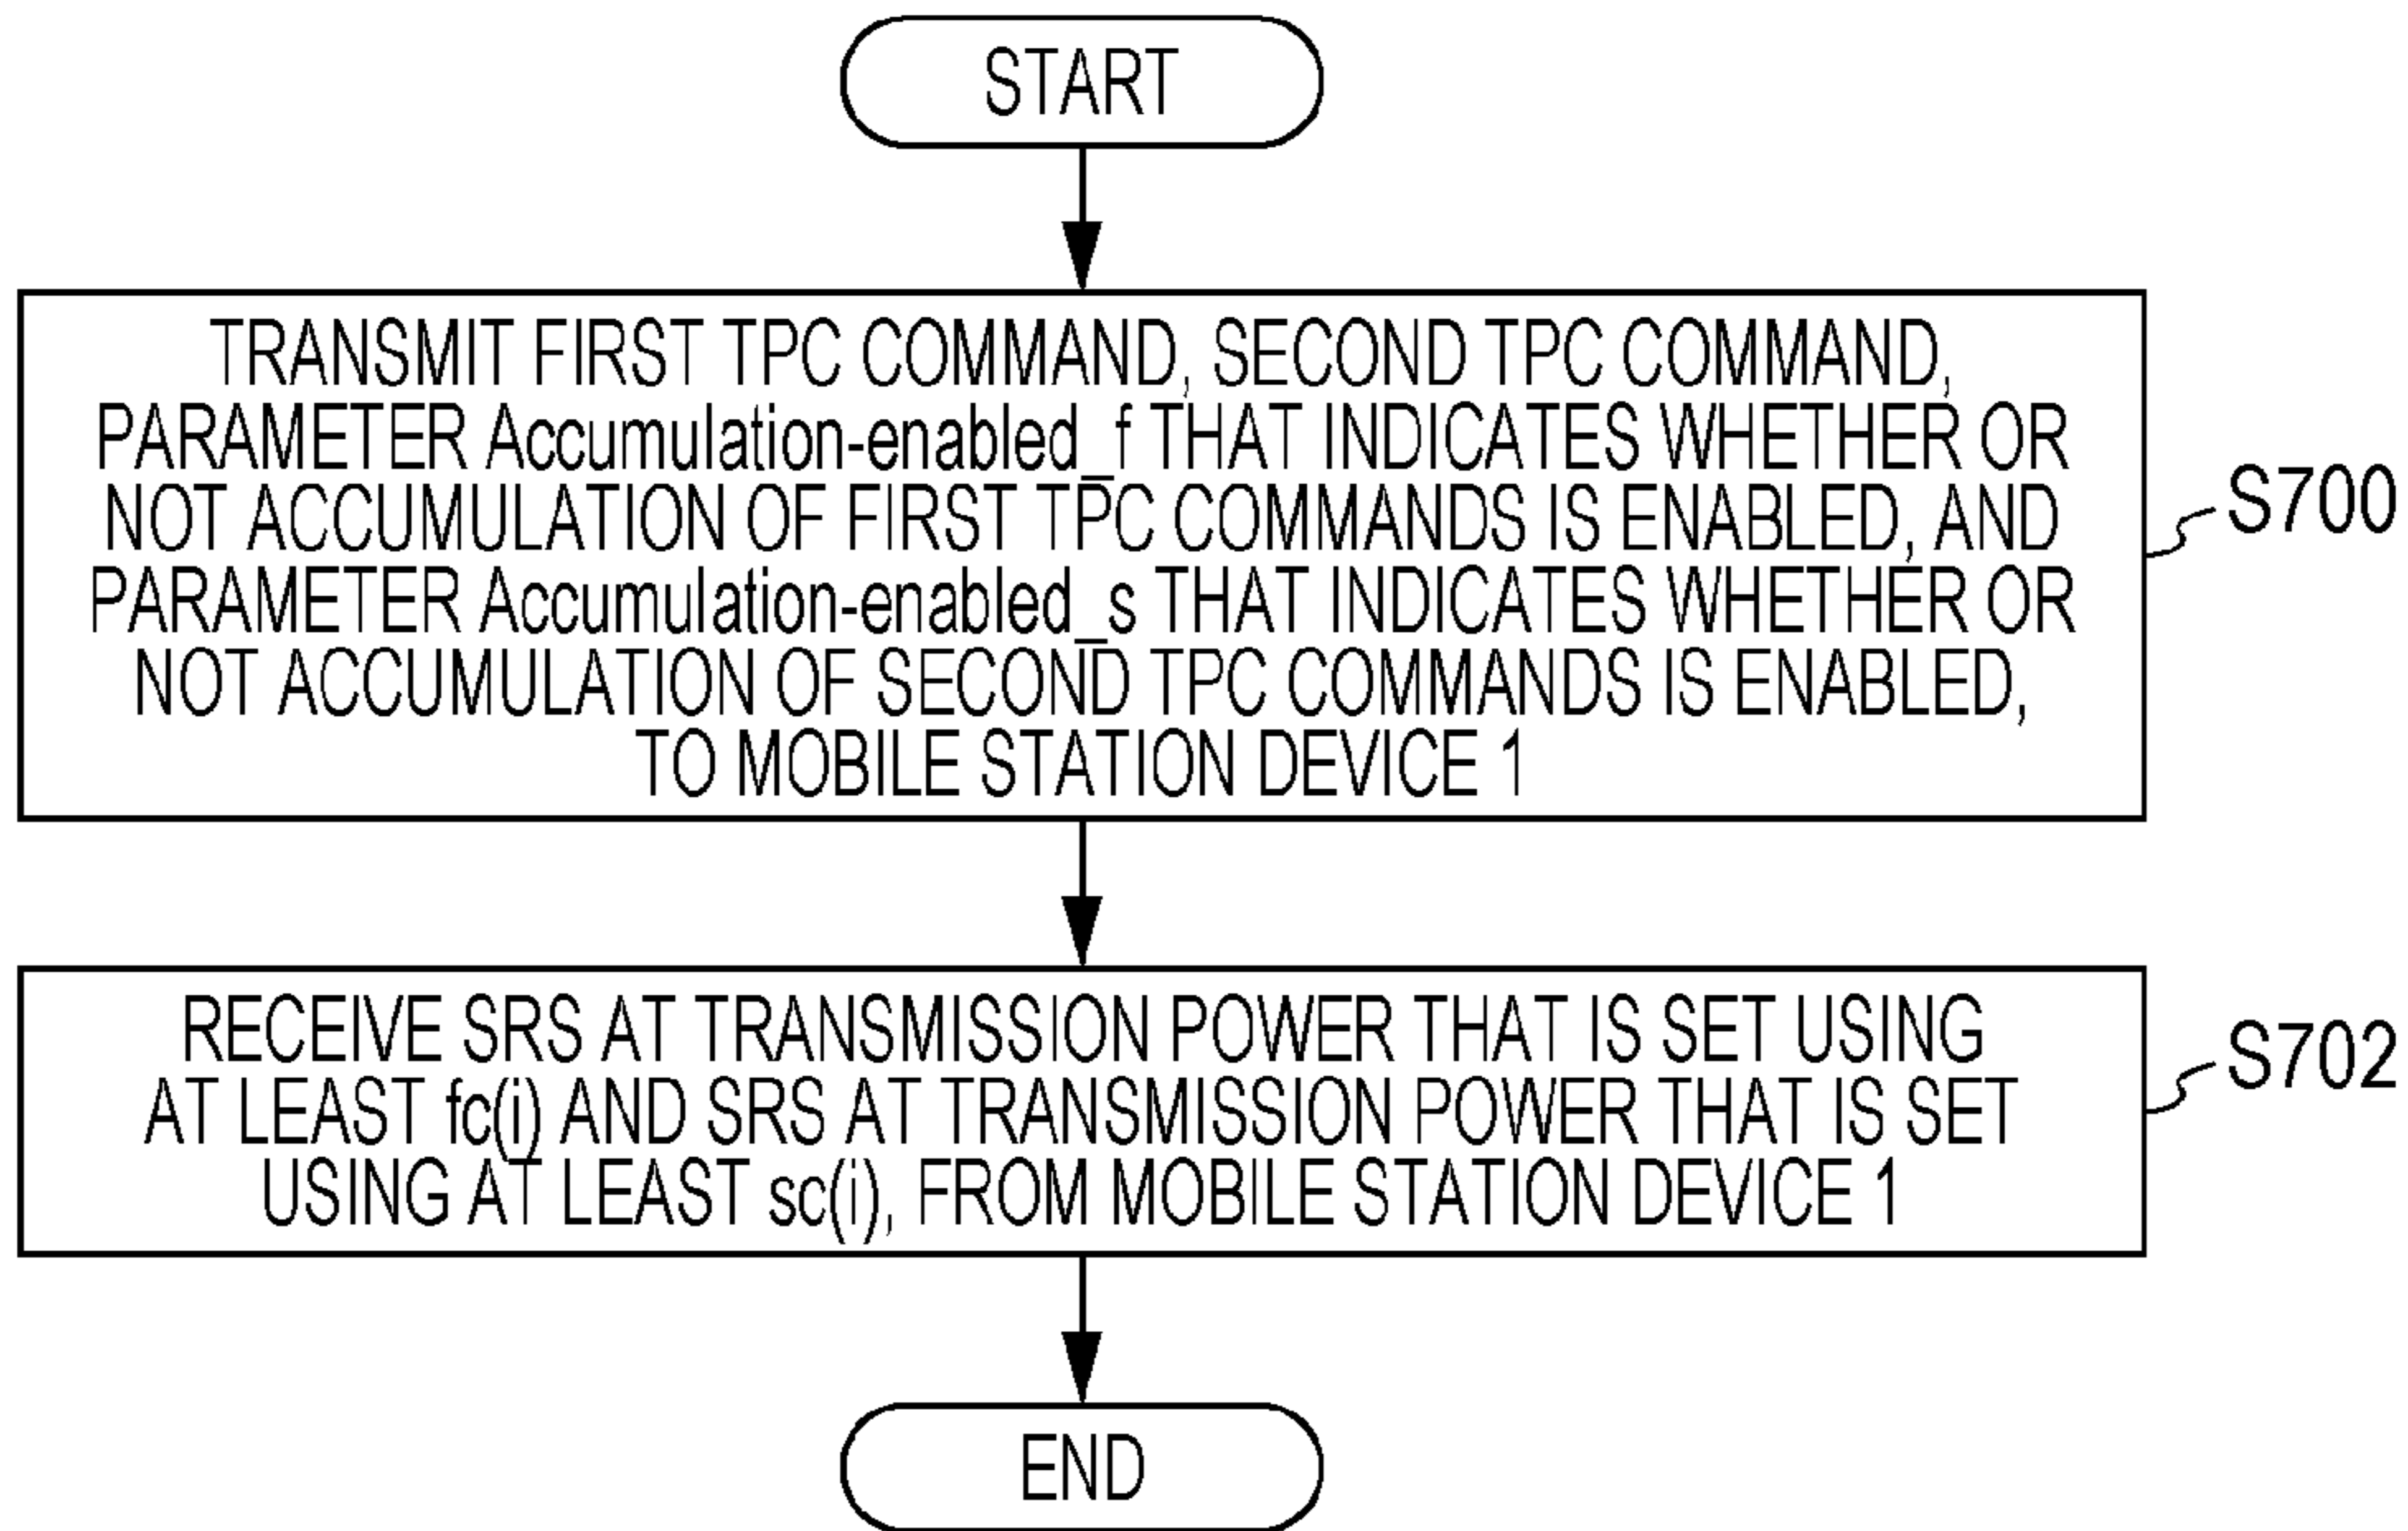 START
TRANSMIT FIRST TPC COMMAND, SECOND TPC COMMAND,
PARAMETER Accumulation-enabled_f THAT INDICATES WHETHER OR
NOT ACCUMULATION OF FIRST TPC COMMANDS IS ENABLED, AND
PARAMETER Accumulation-enabled_s THAT INDICATES WHETHER OR
NOT ACCUMULATION OF SECOND TPC COMMANDS IS ENABLED,
TO MOBILE STATION DEVICE 1
S700
RECEIVE SRS AT TRANSMISSION POWER THAT IS SET USING
AT LEAST fc(i) AND SRS AT TRANSMISSION POWER THAT IS SET
USING AT LEAST sc(i), FROM MOBILE STATION DEVICE 1
S702
END